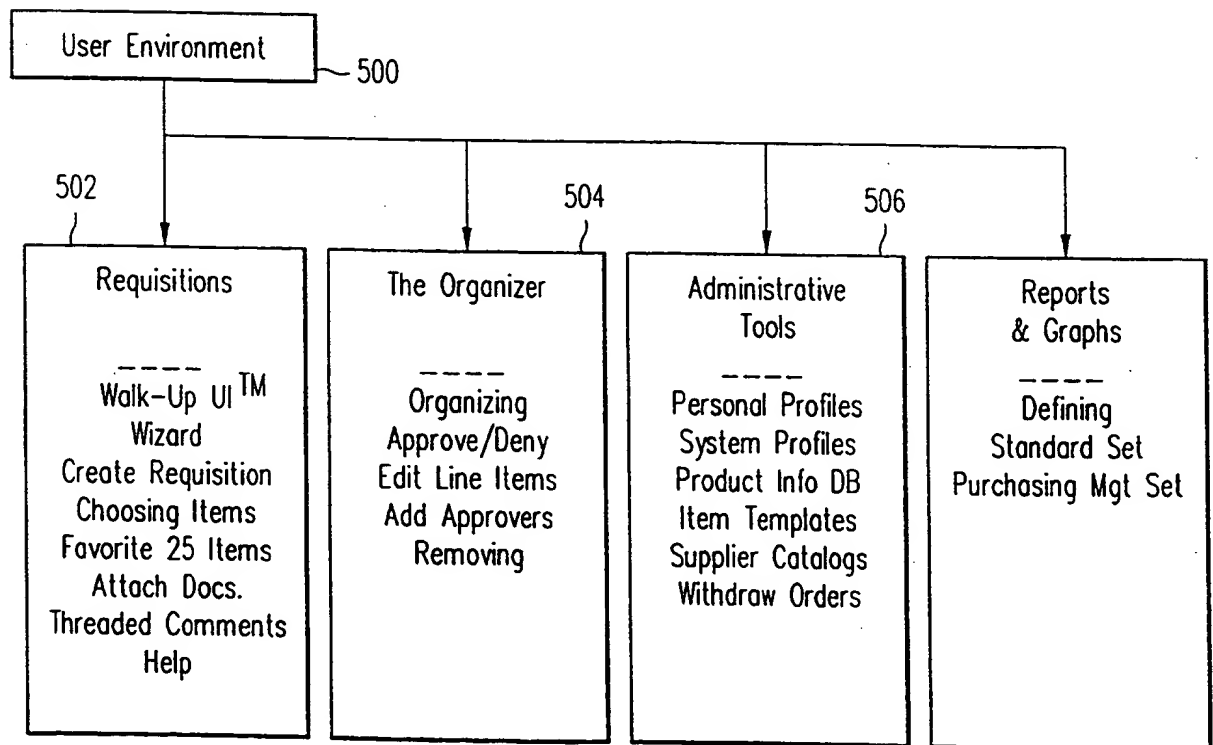 User Environment
500
502
504
506
Requisitions
Walk-Up UI™
Wizard
Create Requisition
Choosing Items
Favorite 25 Items
Attach Docs.
Threaded Comments
Help
The Organizer
Organizing
Approve/Deny
Edit Line Items
Add Approvers
Removing
Administrative
Tools
Personal Profiles
System Profiles
Product Info DB
Item Templates
Supplier Catalogs
Withdraw Orders
Reports
& Graphs
Defining
Standard Set
Purchasing Mgt Set